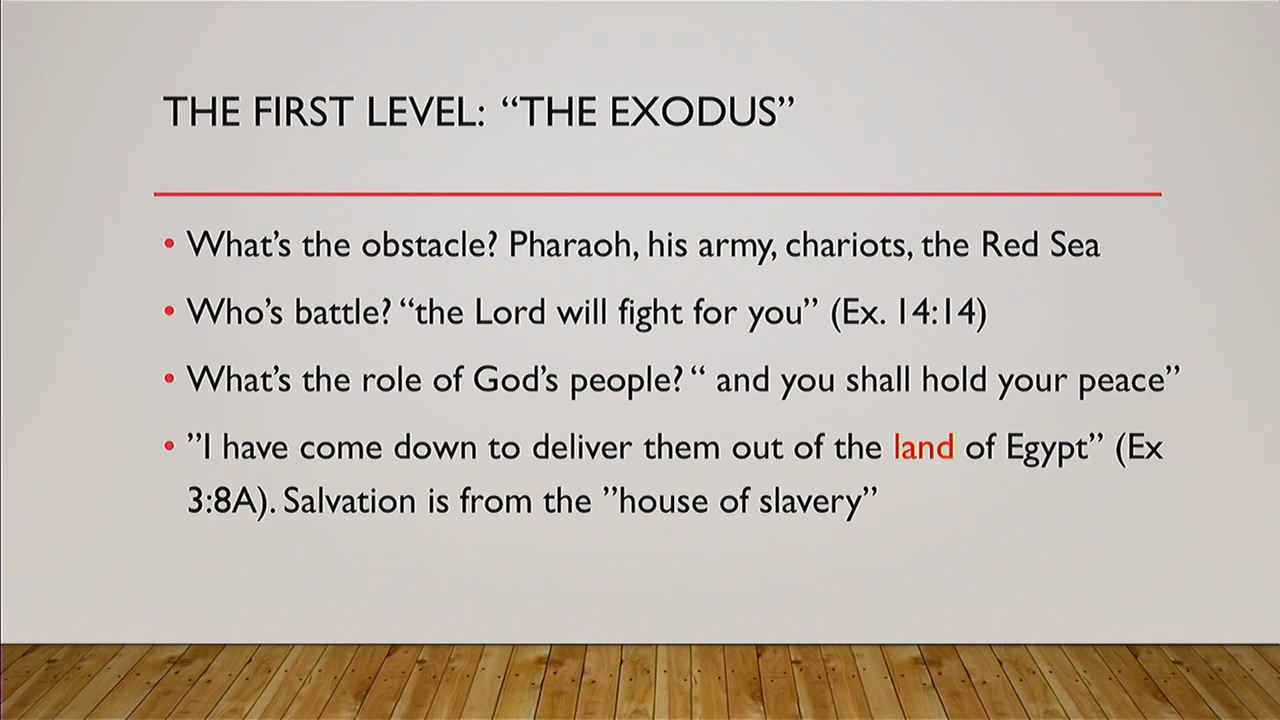 THE FIRST LEVEL: “THE EXODUS”
• What’s the obstacle? Pharaoh, his army, chariots, the Red Sea
• Who’s battle? “the Lord will fight for you” (Ex. 14:14)
• What’s the role of God’s people? “ and you shall hold your peace”
• ”I have come down to deliver them out of the land of Egypt” (Ex
3:8A). Salvation is from the ”house of slavery”